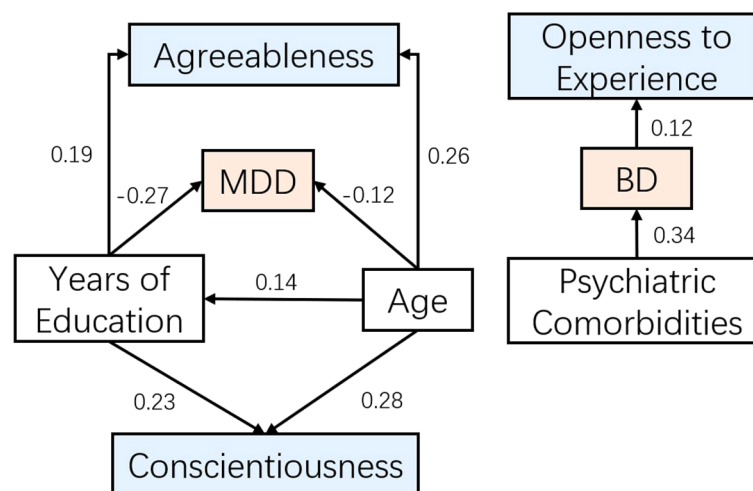 Agreeableness
Openness to
Experience
0.19
0.26
0.12
-0.27
MDD
-0.12
BD
0.34
Years of
Education
0.14
Age
Psychiatric
Comorbidities
0.23
0.28
Conscientiousness